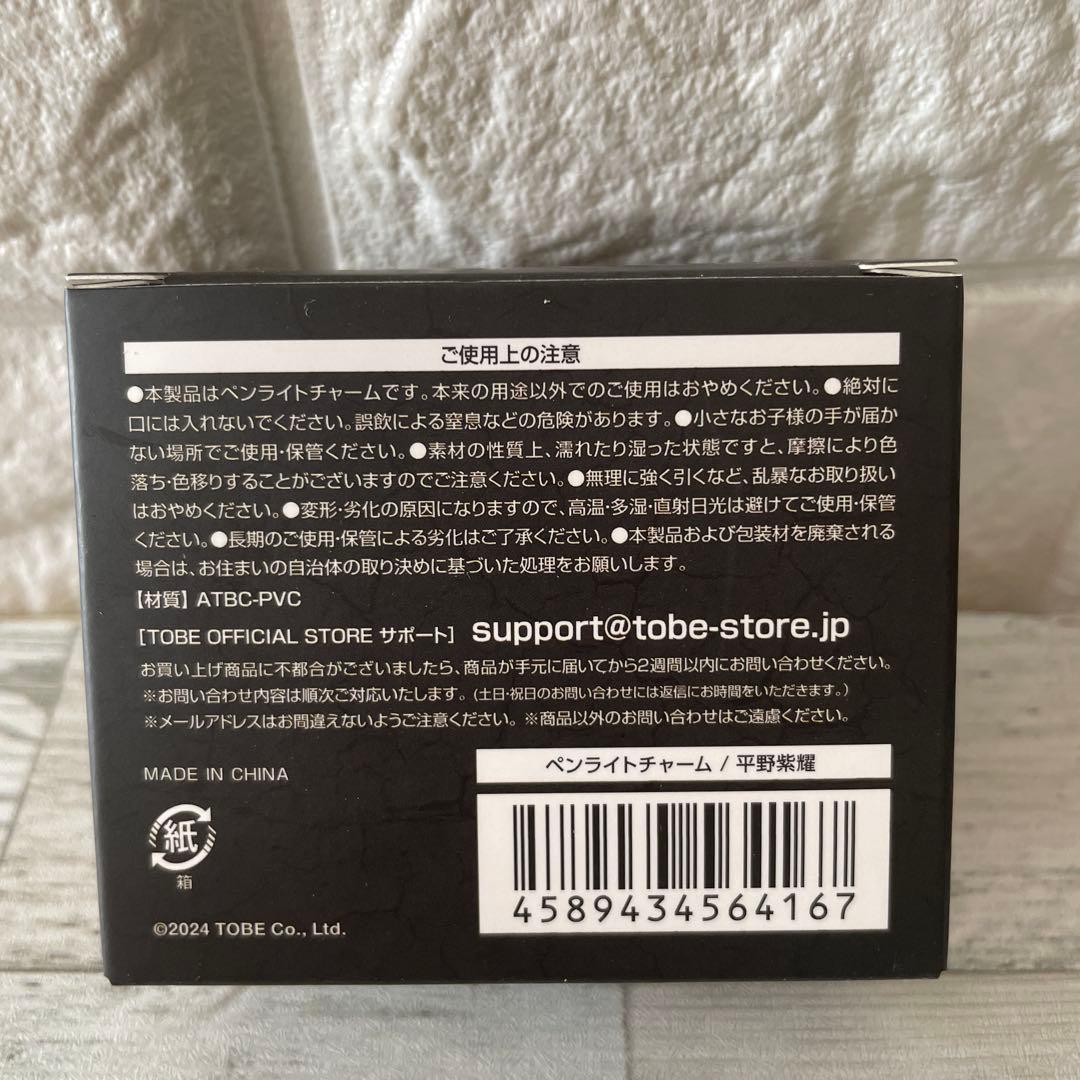 ご使用上の注意
●本製品はペンライトチャームです。本来の用途以外でのご使用はおやめください。●絶対に
口には入れないでください。誤飲による窒息などの危険があります。●小さなお子様の手が届か
ない場所でご使用・保管ください。●素材の性質上、濡れたり湿った状態ですと、摩擦により色
落ち・色移りすることがございますのでご注意ください。●無理に強く引くなど、乱暴なお取り扱い
はおやめください。●変形・劣化の原因になりますので、高温・多湿・直射日光は避けてご使用・保管
ください。●長期のご使用・保管による劣化はご了承ください。●本製品および包装材を廃棄される
場合は、お住まいの自治体の取り決めに基づいた処理をお願いします。
【材質】ATBC-PVC
[TOBE OFFICIAL STORE サポート] support@tobe-store.jp
お買い上げ商品に不都合がございましたら、商品が手元に届いてから2週間以内にお問い合わせください。
※お問い合わせ内容は順次ご対応いたします。(土日・祝日のお問い合わせには返信にお時間をいただきます。)
※メールアドレスはお間違えないようご注意ください。※商品以外のお問い合わせはご遠慮ください。
MADE IN CHINA
紙
箱
©2024 TOBE Co., Ltd.
ペンライトチャーム / 平野紫耀
4589434564167